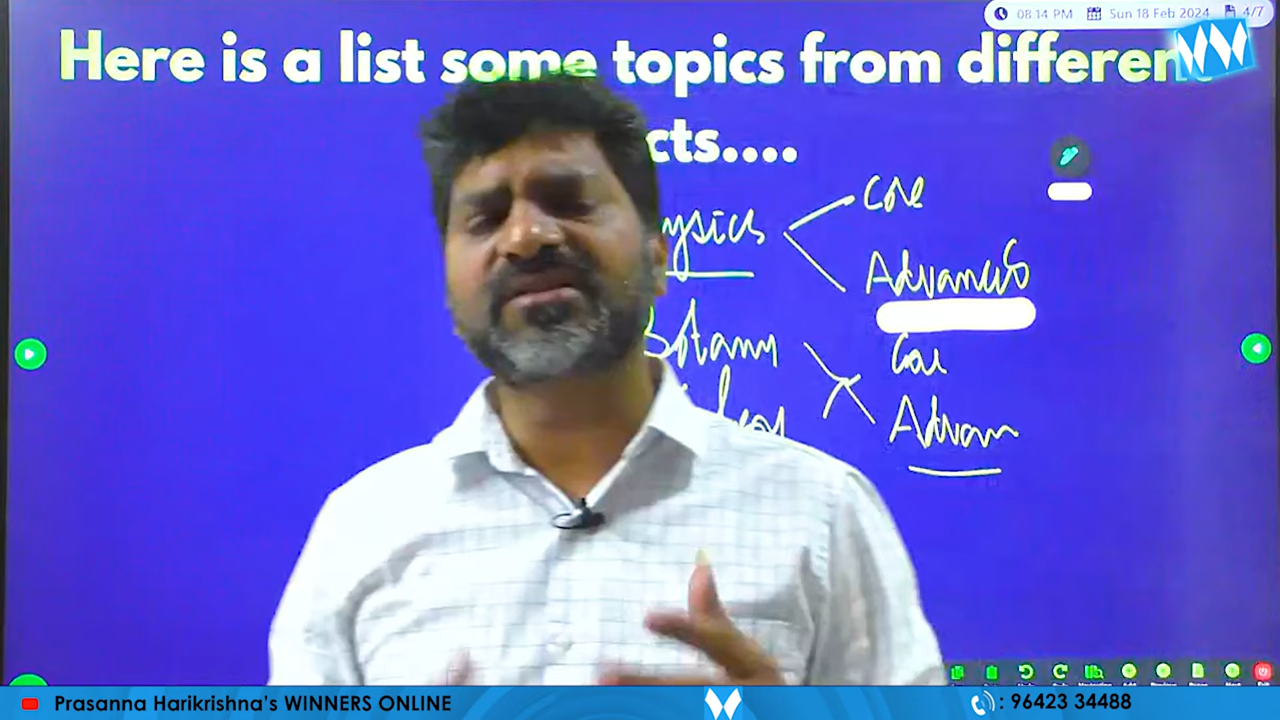 08:14 PM Sun 18 Feb 2024 4/7
Here is a list some topics from differen
cts....
ysics
Core
Advanced
Botany
Core
Advan
Prasanna Harikrishna's WINNERS ONLINE
: 96423 34488